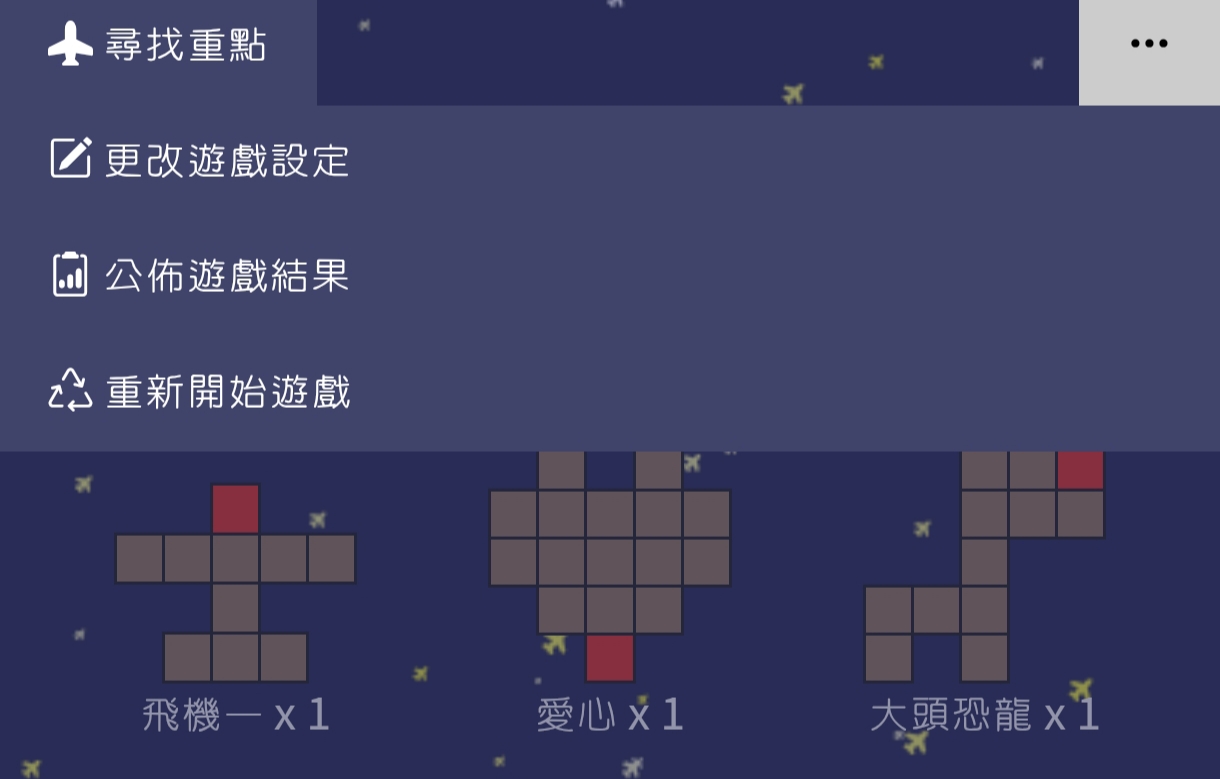 尋找重點
...
更改遊戲設定
公佈遊戲結果
重新開始遊戲
飛機一 x 1
愛心 x 1
大頭恐龍 x 1